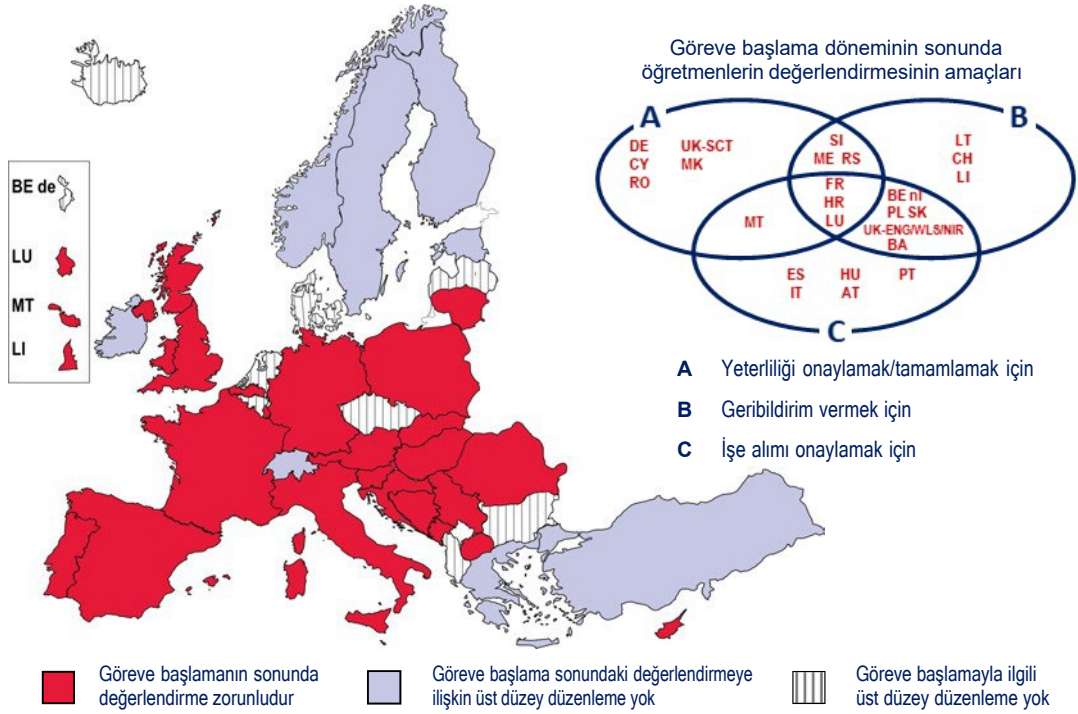 Göreve başlama döneminin sonunda
öğretmenlerin değerlendirmesinin amaçları
A
B
DE UK-SCT
CY MK
RO
SI
ME RS
LT
CH
LI
FR
HR
LU
MT
BE nl
PL SK
UK-ENG/WLS/NIR
BA
ES HU PT
IT AT
C
A Yeterliliği onaylamak/tamamlamak için
B Geribildirim vermek için
C İşe alımı onaylamak için
BE de
LU
MT
LI
Göreve başlamanın sonunda
değerlendirme zorunludur
Göreve başlama sonundaki değerlendirmeye
ilişkin üst düzey düzenleme yok
Göreve başlamayla ilgili
üst düzey düzenleme yok